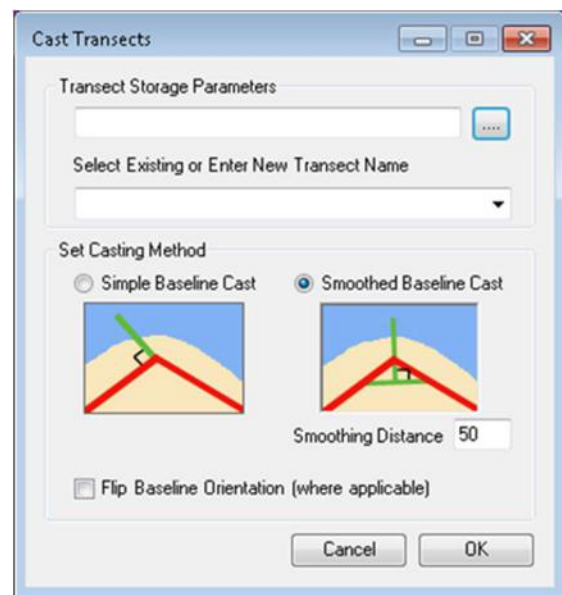 Cast Transects
Transect Storage Parameters
....
Select Existing or Enter New Transect Name
Set Casting Method
Simple Baseline Cast Smoothed Baseline Cast
Smoothing Distance 50
Flip Baseline Orientation (where applicable)
Cancel OK